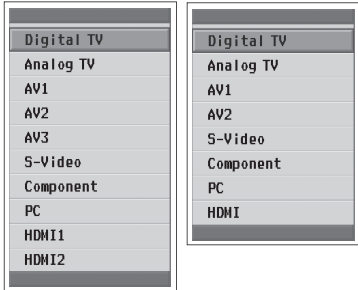 Digital TV
Analog TV
AV1
AV2
AV3
S-Video
Component
PC
HDMI1
HDMI2
Digital TV
Analog TV
AV1
AV2
S-Video
Component
PC
HDMI